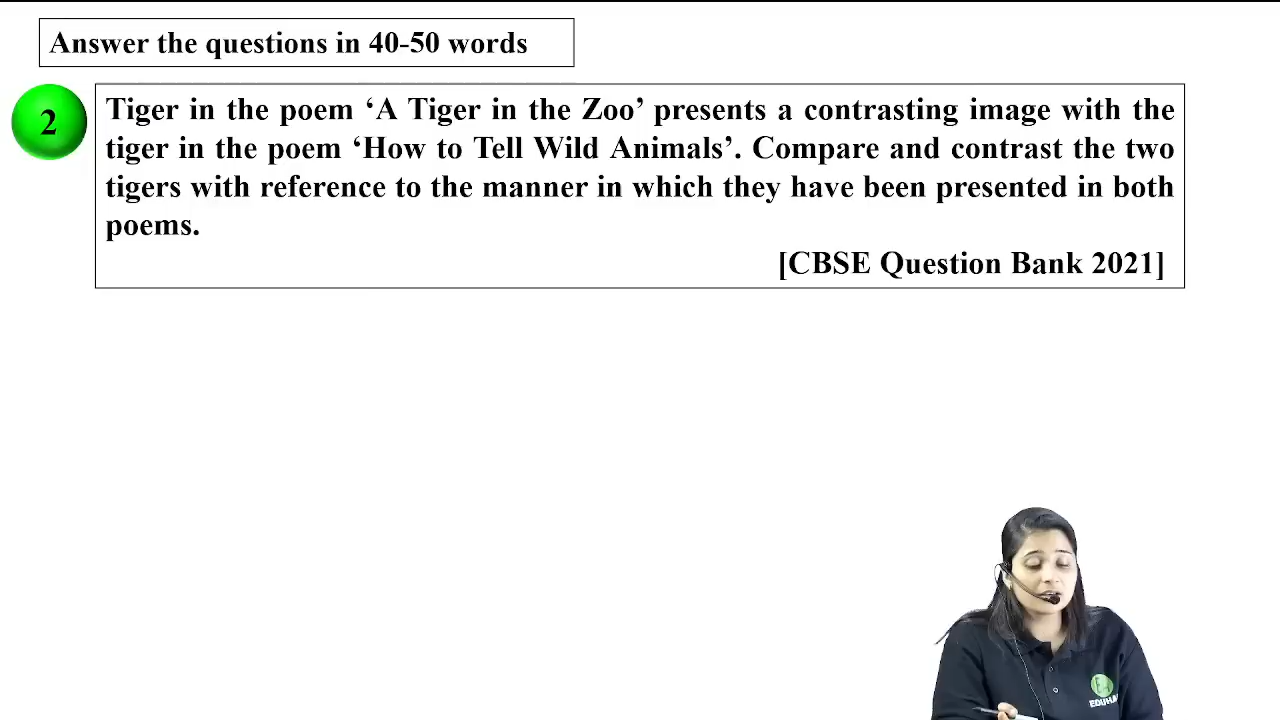 Answer the questions in 40-50 words
2
Tiger in the poem ‘A Tiger in the Zoo’ presents a contrasting image with the
tiger in the poem ‘How to Tell Wild Animals’. Compare and contrast the two
tigers with reference to the manner in which they have been presented in both
poems.
[CBSE Question Bank 2021]